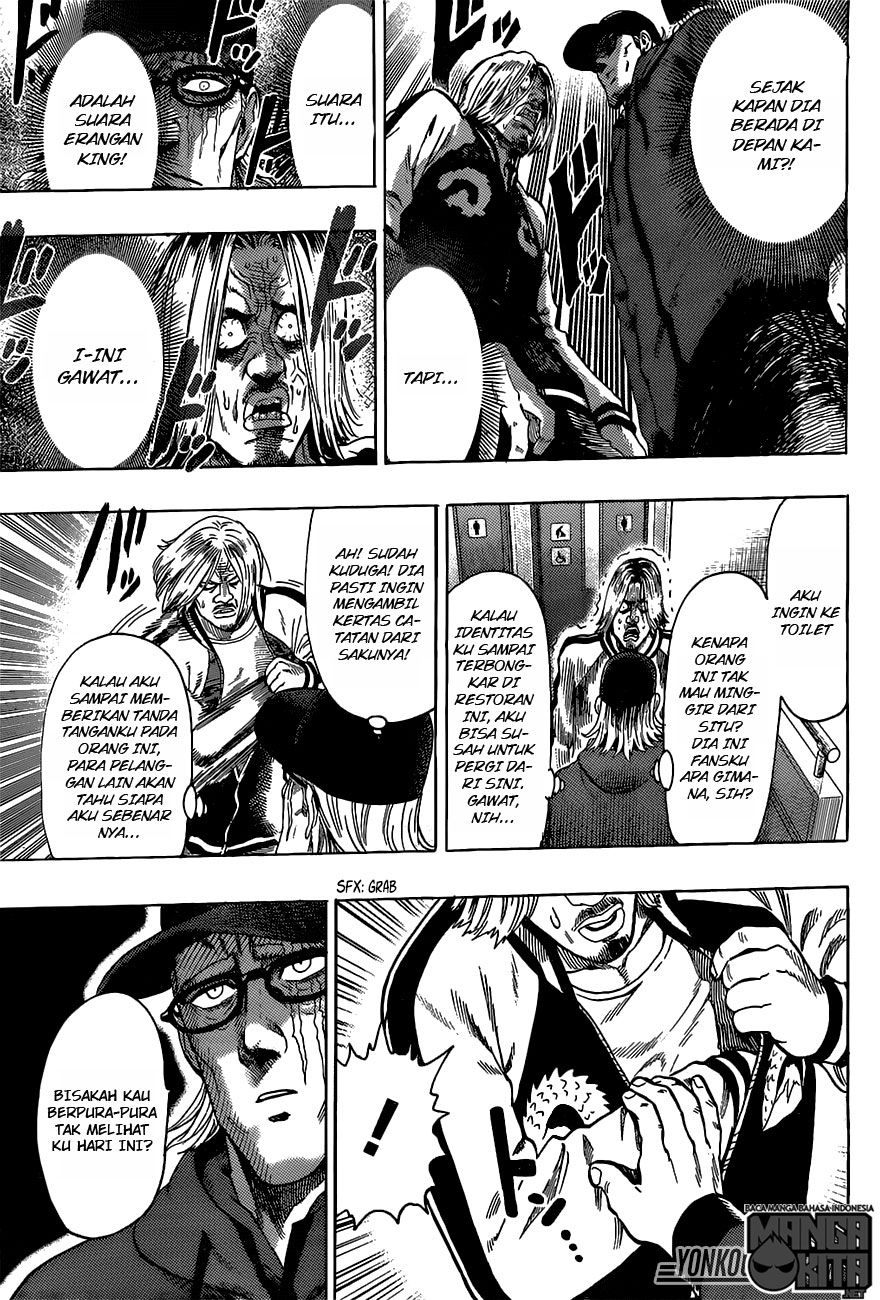 SEJAK
KAPAN DIA
BERADA DI
DEPAN KA-
MI?!
TAPI...
SUARA
ITU...
ADALAH
SUARA
ERANGAN
KING!
I-INI
GAWAT...
ドドド
AKU
INGIN KE
TOILET
KENAPA
ORANG
INI TAK
MAU MING-
GIR DARI
SITU?
DIA INI
FANSKU
APA GIMA-
NA, SIH?
KALAU
IDENTITAS
KU SAMPAI
TERBONG-
KAR DI
RESTORAN
INI, AKU
BISA SU-
SAH UNTUK
PERGI DA-
RI SINI.
GAWAT,
NIH...
AH! SUDAH
KUDUGA! DIA
PASTI INGIN
MENGAMBIL
KERTAS CA-
TATAN DARI
SAKUNYA!
KALAU AKU
SAMPAI MEM-
BERIKAN TANDA
TANGANKU PADA
ORANG INI,
PARA PELANG-
GAN LAIN AKAN
TAHU SIAPA
AKU SEBENAR
NYA...
SFX: GRAB
!
BISAKAH KAU
BERPURA-PURA
TAK MELIHAT
KU HARI INI?
BACA MANGA BAHASA INDONESIA
YONKOU
MANGA
KITA
.NET